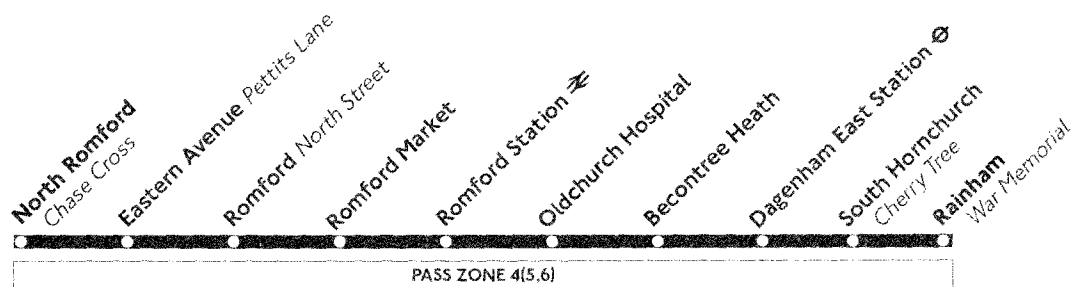 North Romford
Chase Cross
Eastern Avenue Pettits Lane
Romford North Street
Romford Market
Romford Station
Oldchurch Hospital
Becontree Heath
Dagenham East Station
South Hornchurch
Cherry Tree
Rainham
War Memorial
PASS ZONE 4(5,6)